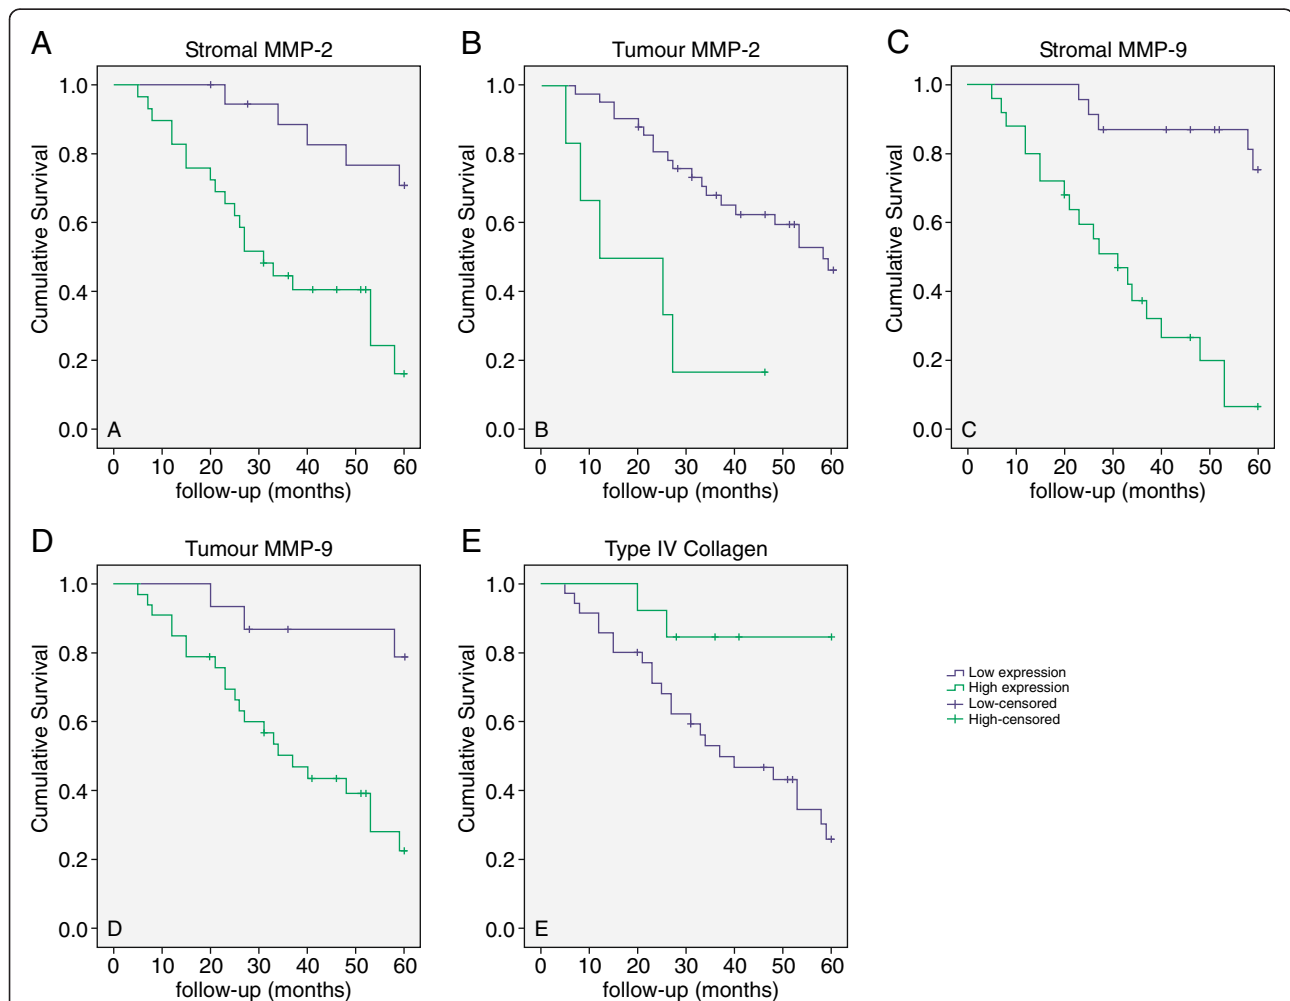 A
Stromal MMP-2
Cumulative Survival
1.0
0.8
0.6
0.4
0.2
0.0
A
0 10 20 30 40 50 60
follow-up (months)
B
Tumour MMP-2
Cumulative Survival
1.0
0.8
0.6
0.4
0.2
0.0
B
0 10 20 30 40 50 60
follow-up (months)
C
Stromal MMP-9
Cumulative Survival
1.0
0.8
0.6
0.4
0.2
0.0
C
0 10 20 30 40 50 60
follow-up (months)
D
Tumour MMP-9
Cumulative Survival
1.0
0.8
0.6
0.4
0.2
0.0
D
0 10 20 30 40 50 60
follow-up (months)
E
Type IV Collagen
Cumulative Survival
1.0
0.8
0.6
0.4
0.2
0.0
E
0 10 20 30 40 50 60
follow-up (months)
Low expression
High expression
Low-censored
High-censored